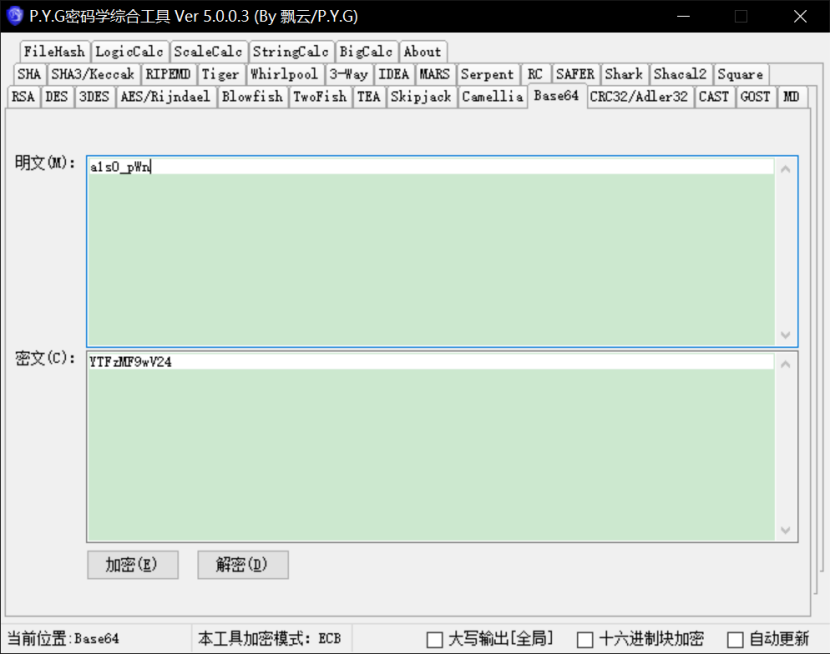 P.Y.G密码学综合工具 Ver 5.0.0.3 (By 飘云/P.Y.G)
FileHash LogicCalc ScaleCalc StringCalc BigCalc About
SHA SHA3/Keccak RIPEMD Tiger Whirlpool 3-Way IDEA MARS Serpent RC SAFER Shark Shacal2 Square
RSA DES 3DES AES/Rijndael Blowfish TwoFish TEA Skipjack Camellia Base64 CRC32/Adler32 CAST GOST MD
明文(M): a1s0_pWn
密文(C): YTFzMF9wV24
加密(E) 解密(D)
当前位置:Base64 本工具加密模式: ECB 大写输出[全局] 十六进制块加密 自动更新